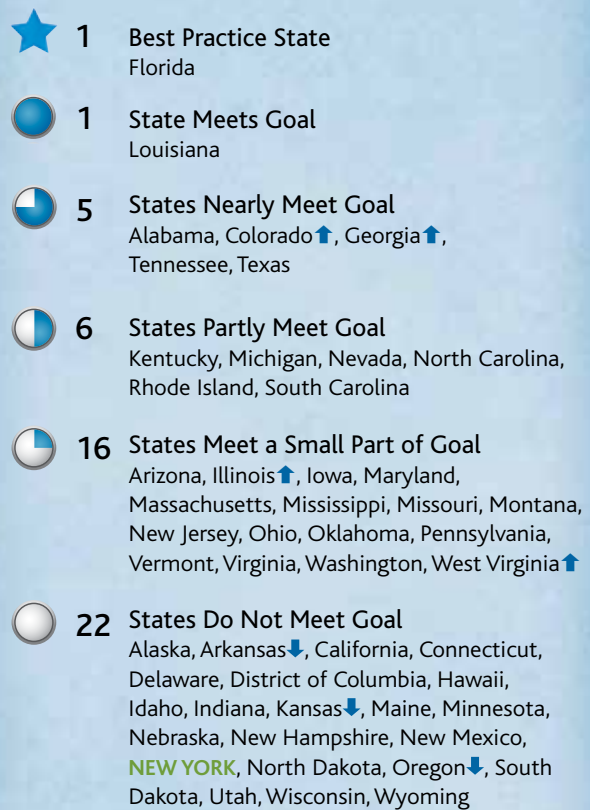 1 Best Practice State
Florida
1 State Meets Goal
Louisiana
5 States Nearly Meet Goal
Alabama, Colorado⬆, Georgia⬆,
Tennessee, Texas
6 States Partly Meet Goal
Kentucky, Michigan, Nevada, North Carolina,
Rhode Island, South Carolina
16 States Meet a Small Part of Goal
Arizona, Illinois⬆, Iowa, Maryland,
Massachusetts, Mississippi, Missouri, Montana,
New Jersey, Ohio, Oklahoma, Pennsylvania,
Vermont, Virginia, Washington, West Virginia⬆
22 States Do Not Meet Goal
Alaska, Arkansas⬇, California, Connecticut,
Delaware, District of Columbia, Hawaii,
Idaho, Indiana, Kansas⬇, Maine, Minnesota,
Nebraska, New Hampshire, New Mexico,
NEW YORK, North Dakota, Oregon⬇, South
Dakota, Utah, Wisconsin, Wyoming